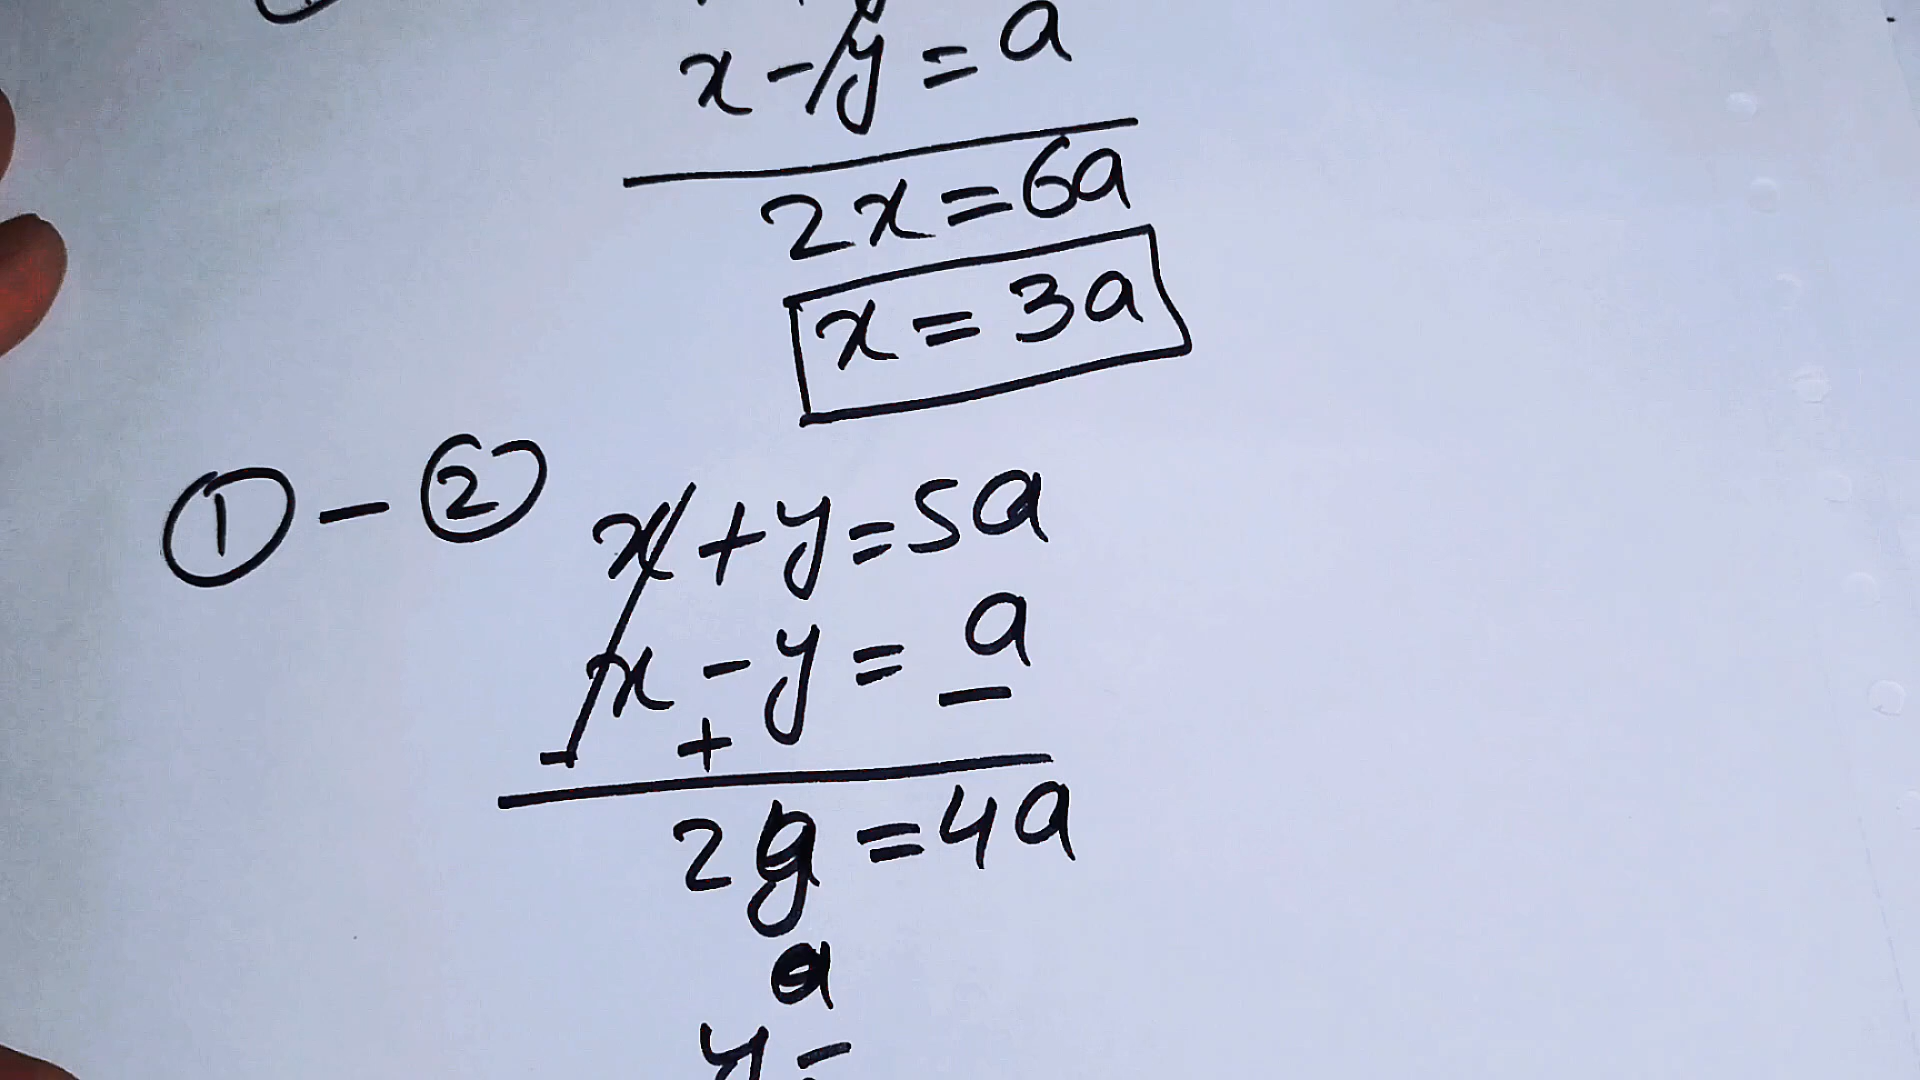 x - y = a
2x = 6a
x = 3a
① - ② x + y = 5a
x - y = a
- + -
2y = 4a
a
y =